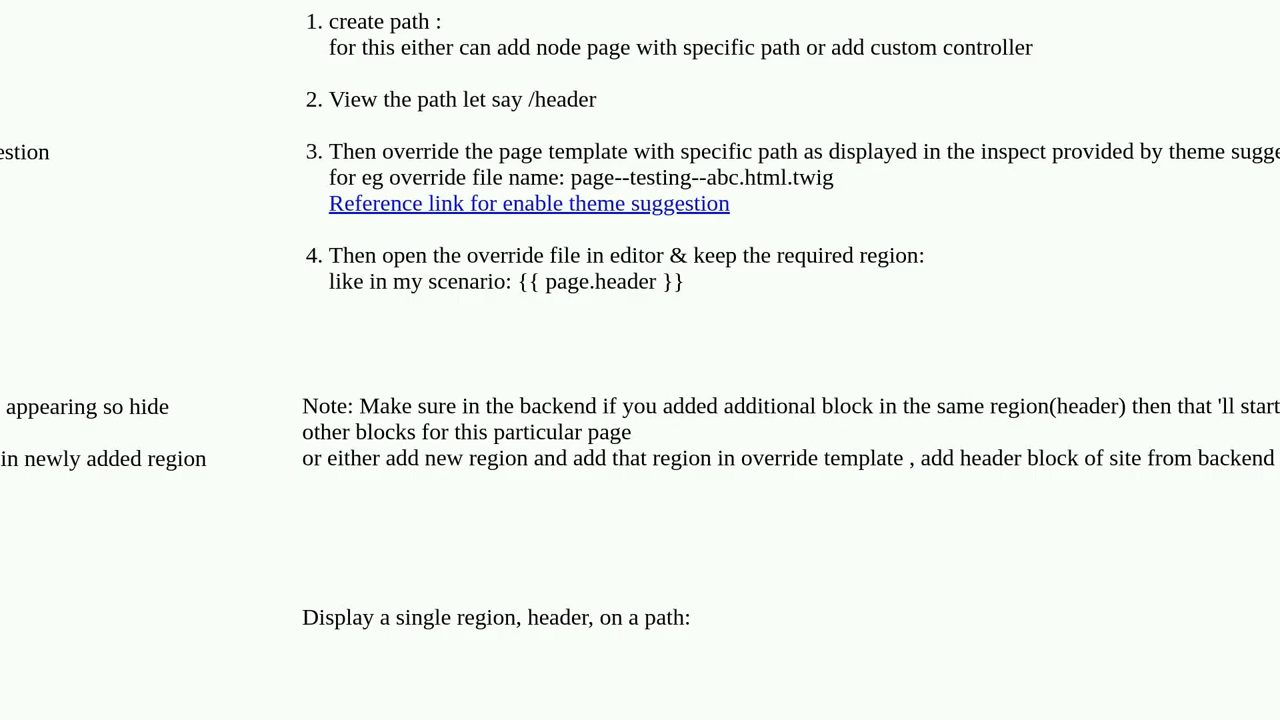 1. create path :
for this either can add node page with specific path or add custom controller
2. View the path let say /header
3. Then override the page template with specific path as displayed in the inspect provided by theme sugge
estion
for eg override file name: page--testing--abc.html.twig
Reference link for enable theme suggestion
4. Then open the override file in editor & keep the required region:
like in my scenario: {{ page.header }}
Note: Make sure in the backend if you added additional block in the same region(header) then that 'll start
appearing so hide
other blocks for this particular page
or either add new region and add that region in override template , add header block of site from backend
in newly added region
Display a single region, header, on a path: